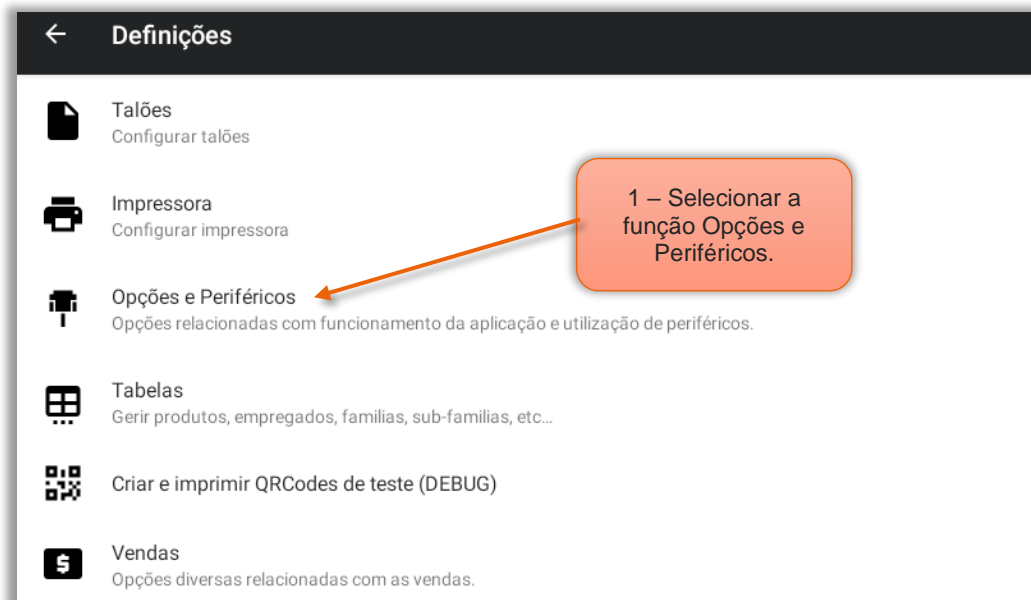 Definições
Talões
Configurar talões
Impressora
Configurar impressora
1 – Selecionar a
função Opções e
Periféricos.
Opções e Periféricos
Opções relacionadas com funcionamento da aplicação e utilização de periféricos.
Tabelas
Gerir produtos, empregados, familias, sub-familias, etc…
Criar e imprimir QRCodes de teste (DEBUG)
Vendas
Opções diversas relacionadas com as vendas.